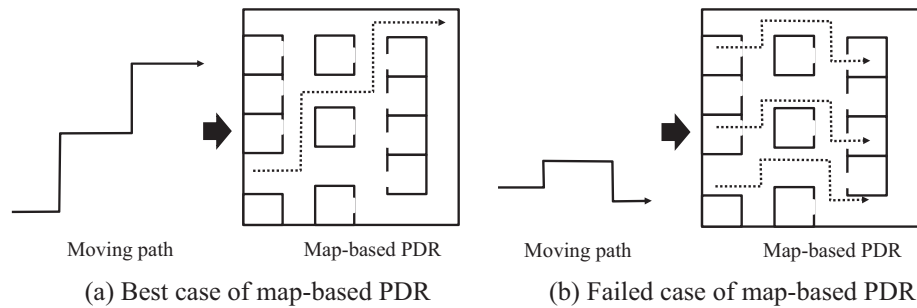 Moving path
Map-based PDR
Moving path
Map-based PDR
(a) Best case of map-based PDR
(b) Failed case of map-based PDR